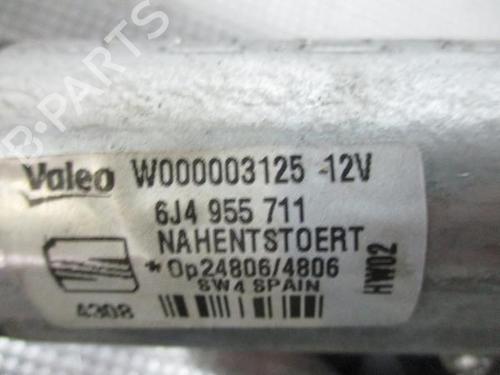 Valeo W000003125 -12V
6J4 955 711
NAHENTSTOERT
*Op24806/4806
SW4 SPAIN
4308
HW02
B-PARTS